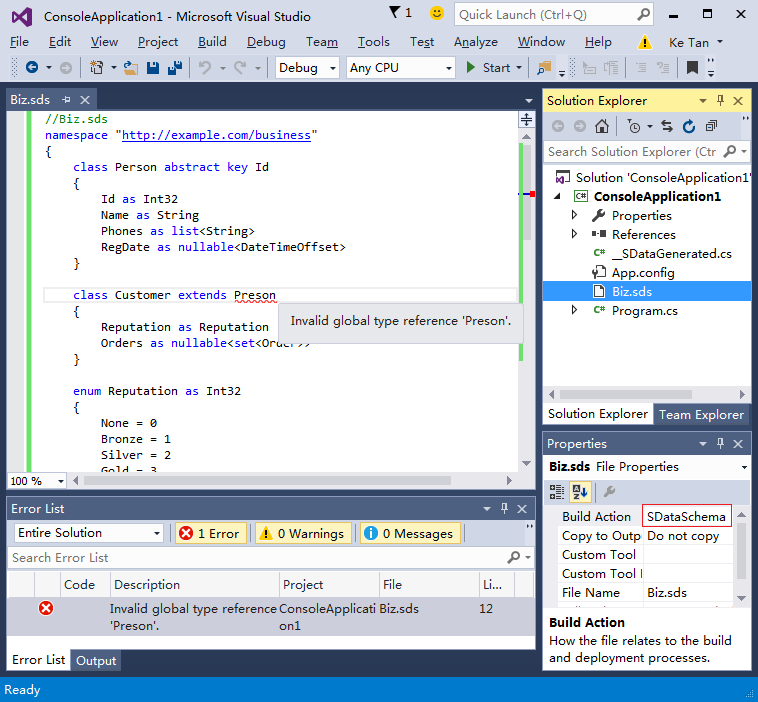 ConsoleApplication1 - Microsoft Visual Studio
1
Quick Launch (Ctrl+Q)
File Edit View Project Build Debug Team Tools Test Analyze Window Help Ke Tan
Debug Any CPU Start
Biz.sds
//Biz.sds
namespace "http://example.com/business"
{
class Person abstract key Id
{
Id as Int32
Name as String
Phones as list<String>
RegDate as nullable<DateTimeOffset>
}
class Customer extends Preson
{
Invalid global type reference 'Preson'.
Reputation as Reputation
Orders as nullable<set<Order>>
}
enum Reputation as Int32
{
None = 0
Bronze = 1
Silver = 2
Gold = 3
100 %
Solution Explorer
Search Solution Explorer (Ctr
Solution 'ConsoleApplication1'
C# ConsoleApplication1
Properties
References
C# __SDataGenerated.cs
App.config
Biz.sds
C# Program.cs
Solution Explorer Team Explorer
Properties
Biz.sds File Properties
Build Action SDataSchema
Copy to Outp Do not copy
Custom Tool
Custom Tool
File Name Biz.sds
Build Action
How the file relates to the build
and deployment processes.
Error List
Entire Solution 1 Error 0 Warnings 0 Messages
Search Error List
Code Description Project File Li...
Invalid global type reference ConsoleApplicati Biz.sds 12
'Preson'. on1
Error List Output
Ready